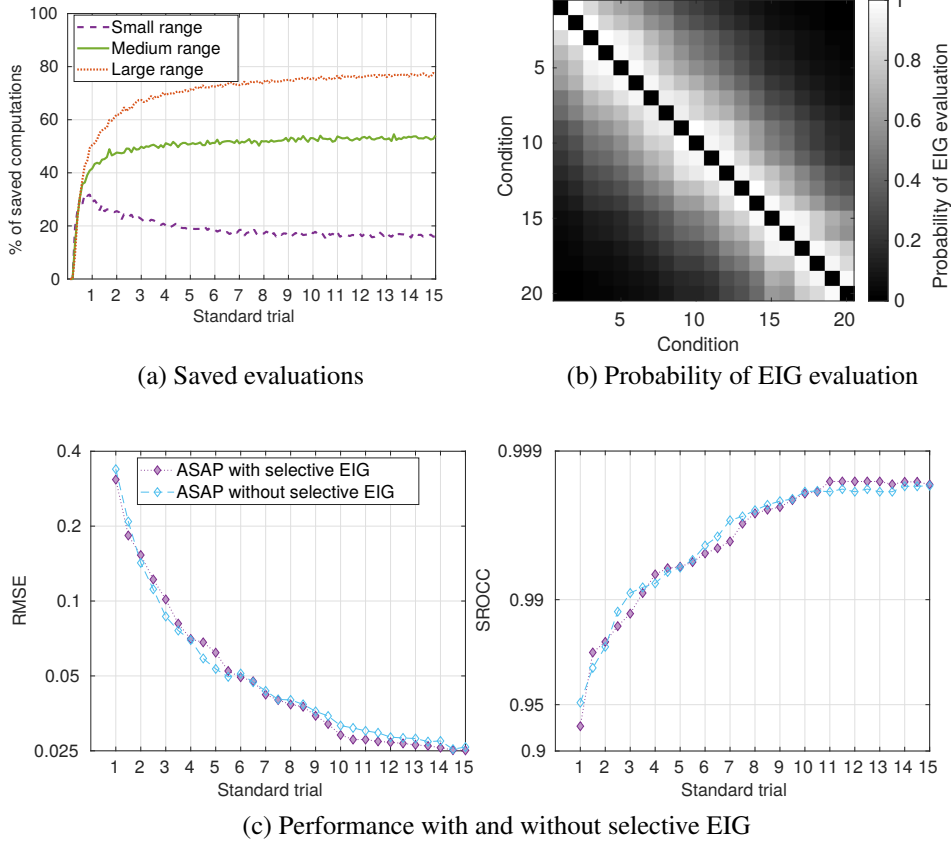 100
80
60
40
20
0
% of saved computations
Small range
Medium range
Large range
1 2 3 4 5 6 7 8 9 10 11 12 13 14 15
Standard trial
(a) Saved evaluations
5
10
15
20
Condition
5 10 15 20
Condition
1
0.8
0.6
0.4
0.2
0
Probability of EIG evaluation
(b) Probability of EIG evaluation
0.4
0.2
0.1
0.05
0.025
RMSE
ASAP with selective EIG
ASAP without selective EIG
1 2 3 4 5 6 7 8 9 10 11 12 13 14 15
Standard trial
0.999
0.99
0.95
0.9
SROCC
1 2 3 4 5 6 7 8 9 10 11 12 13 14 15
Standard trial
(c) Performance with and without selective EIG